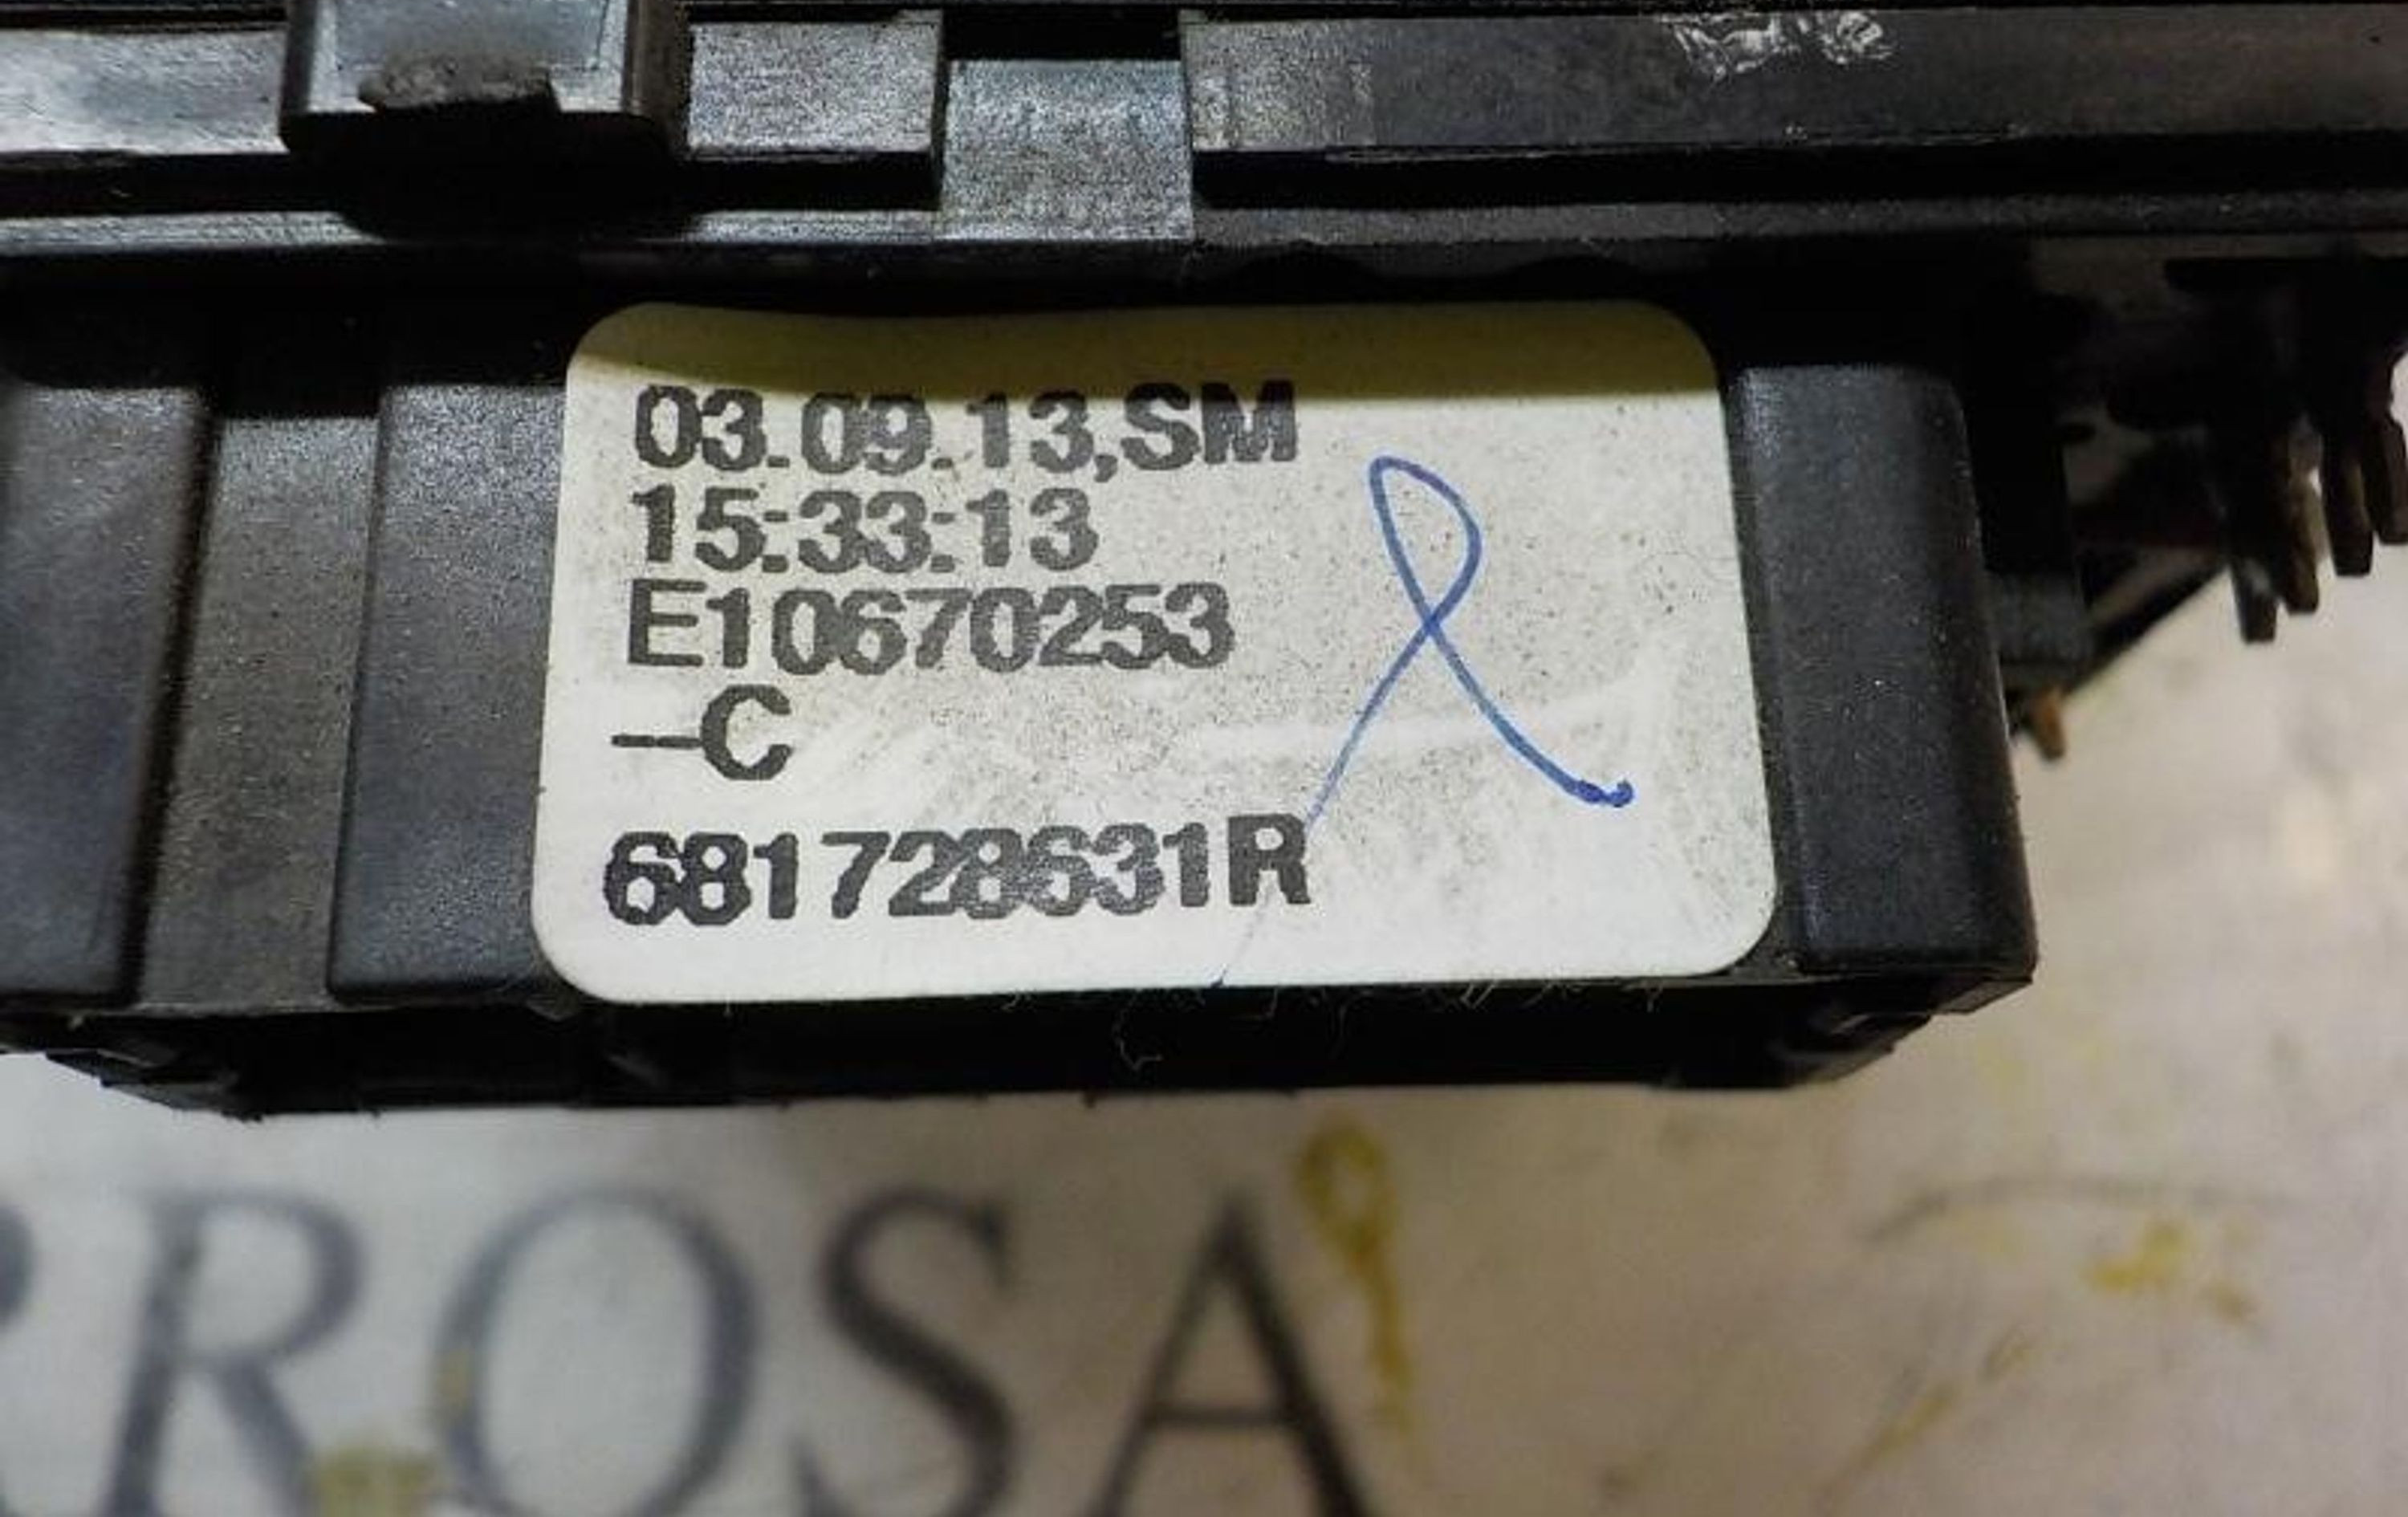 03.09.13,SM
15:33:13
E10670253
-C
681728631R
ROSA